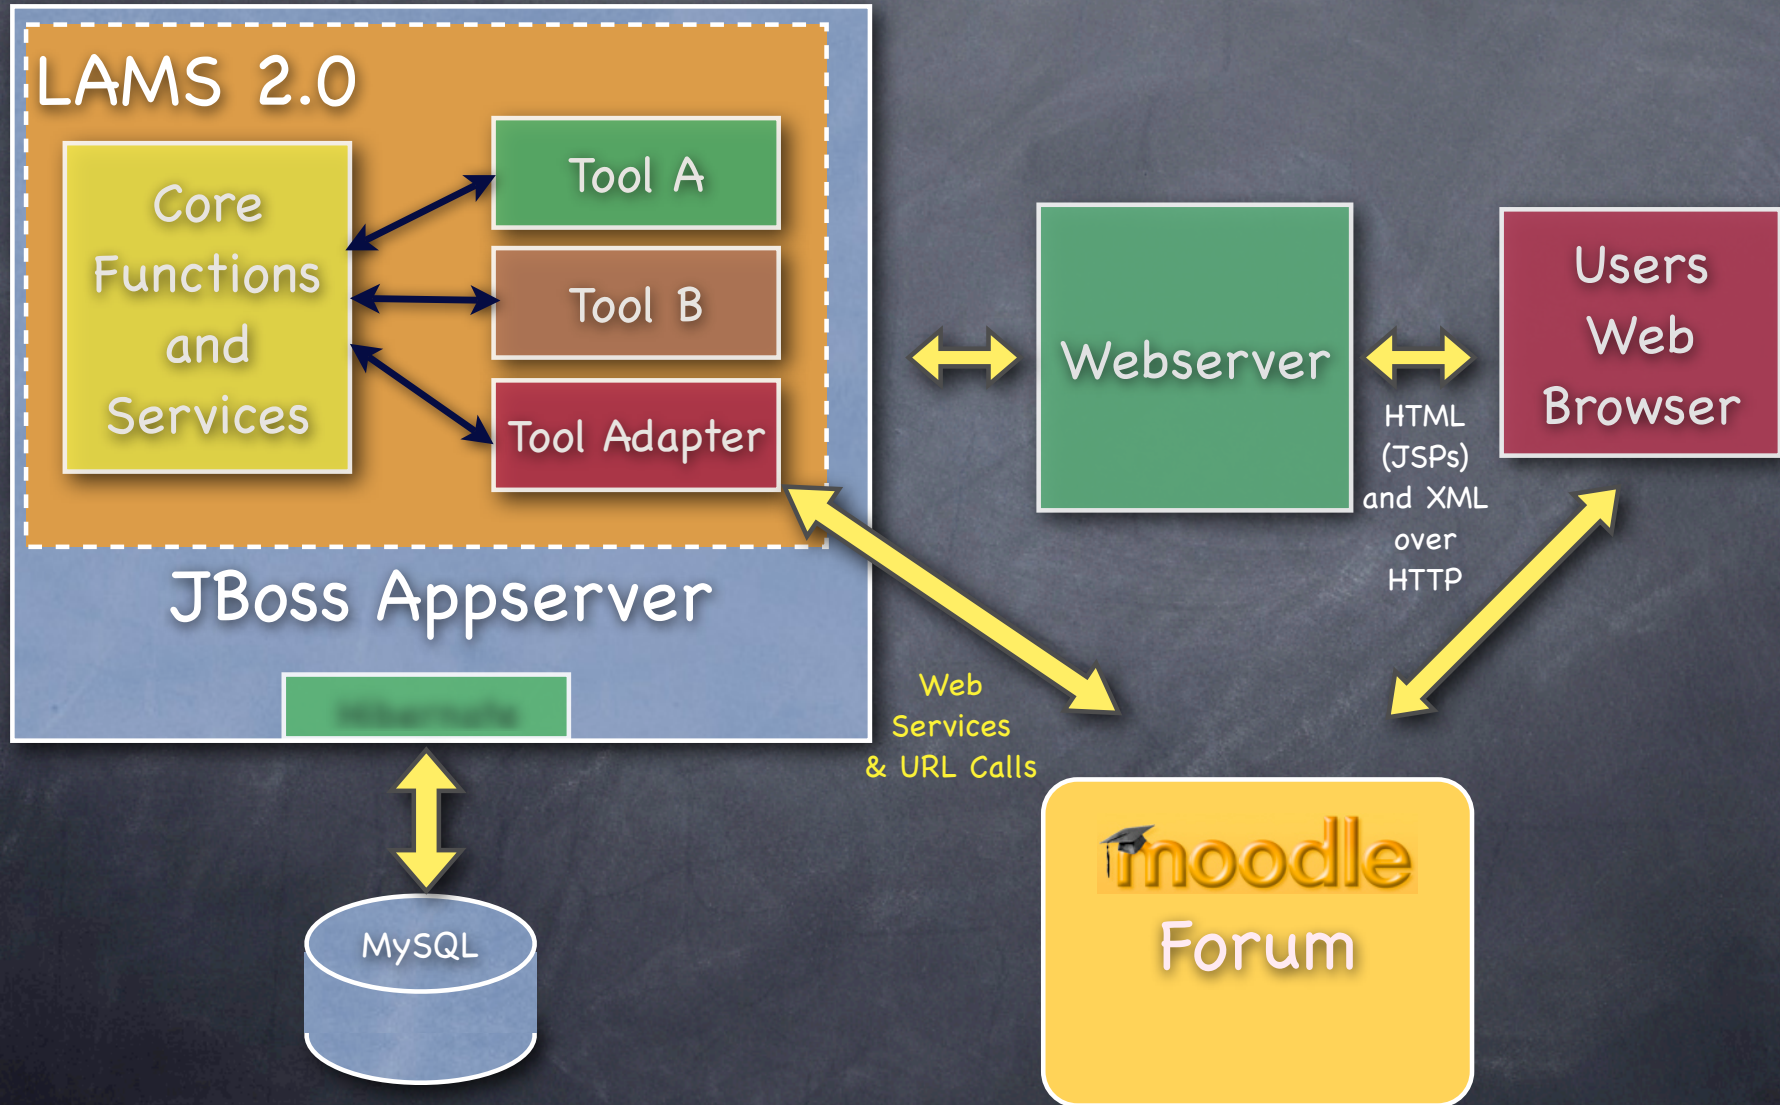 LAMS 2.0
Core
Functions
and
Services
Tool A
Tool B
Tool Adapter
JBoss Appserver
MySQL
Webserver
Users
Web
Browser
HTML
(JSPs)
and XML
over
HTTP
Web
Services
& URL Calls
moodle
Forum